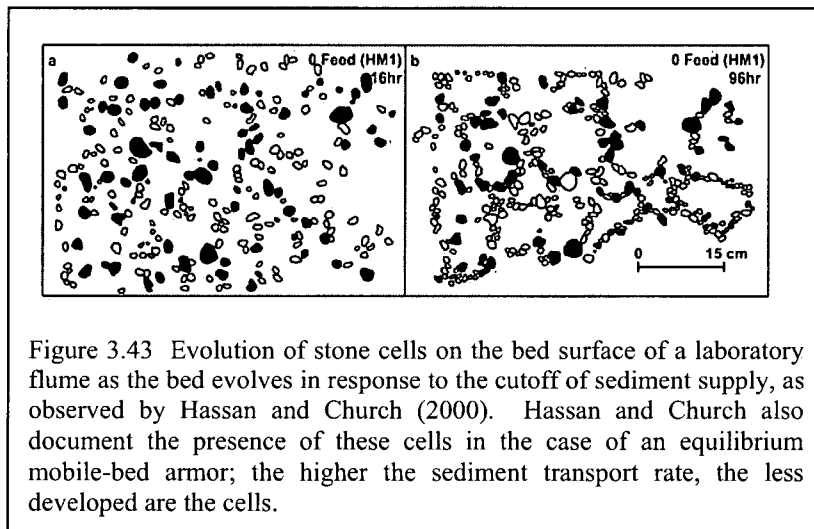 a 0 Feed (HM1)
16hr
b 0 Feed (HM1)
96hr
0 15 cm
Figure 3.43 Evolution of stone cells on the bed surface of a laboratory
flume as the bed evolves in response to the cutoff of sediment supply, as
observed by Hassan and Church (2000). Hassan and Church also
document the presence of these cells in the case of an equilibrium
mobile-bed armor; the higher the sediment transport rate, the less
developed are the cells.